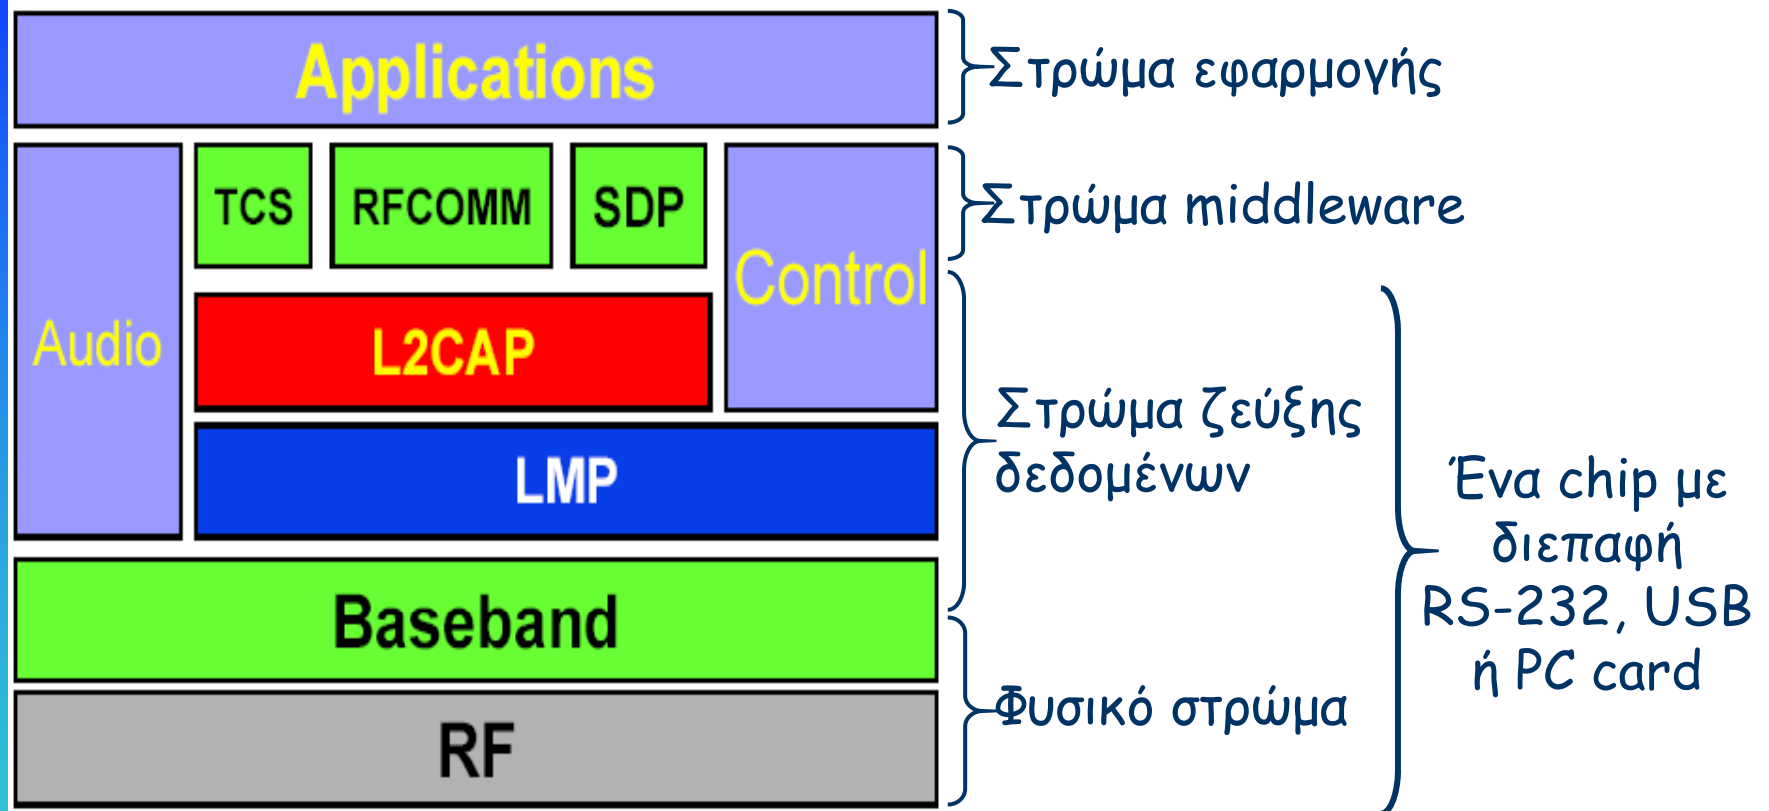 Applications
Στρώμα εφαρμογής
TCS
RFCOMM
SDP
Στρώμα middleware
Control
Audio
L2CAP
Στρώμα ζεύξης
δεδομένων
LMP
Ένα chip με
διεπαφή
RS-232, USB
ή PC card
Baseband
Φυσικό στρώμα
RF